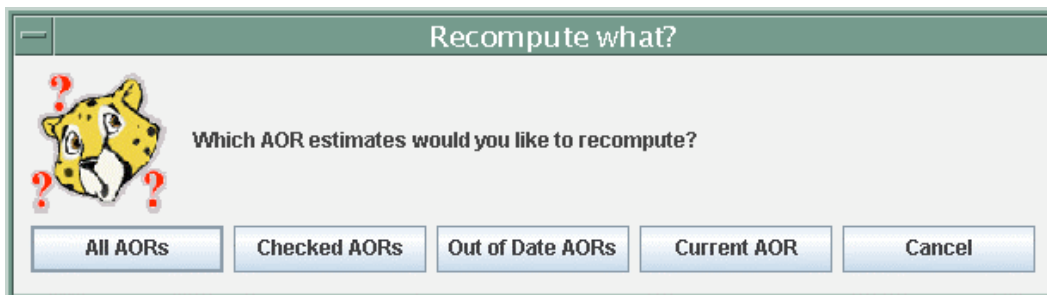 Recompute what?
?
Which AOR estimates would you like to recompute?
? ?
All AORs Checked AORs Out of Date AORs Current AOR Cancel